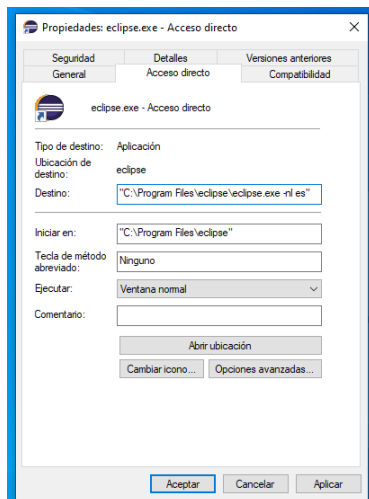 Propiedades: eclipse.exe - Acceso directo
Seguridad Detalles Versiones anteriores
General Acceso directo Compatibilidad
eclipse.exe - Acceso directo
Tipo de destino: Aplicación
Ubicación de destino: eclipse
Destino: "C:\Program Files\eclipse\eclipse.exe -nl es"
Iniciar en: "C:\Program Files\eclipse"
Tecla de método abreviado: Ninguno
Ejecutar: Ventana normal
Comentario:
Abrir ubicación
Cambiar icono... Opciones avanzadas...
Aceptar Cancelar Aplicar